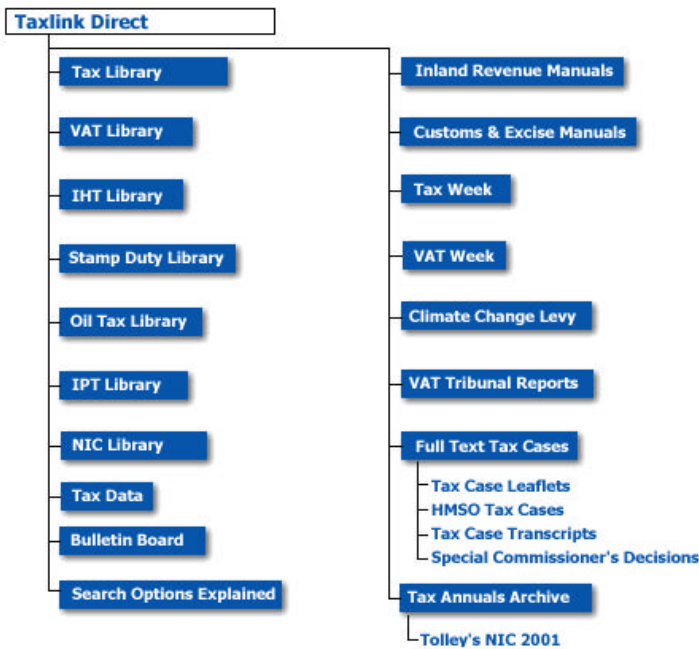 Taxlink Direct
Tax Library
VAT Library
IHT Library
Stamp Duty Library
Oil Tax Library
IPT Library
NIC Library
Tax Data
Bulletin Board
Search Options Explained
Inland Revenue Manuals
Customs & Excise Manuals
Tax Week
VAT Week
Climate Change Levy
VAT Tribunal Reports
Full Text Tax Cases
Tax Case Leaflets
HMSO Tax Cases
Tax Case Transcripts
Special Commissioner's Decisions
Tax Annuals Archive
Tolley's NIC 2001